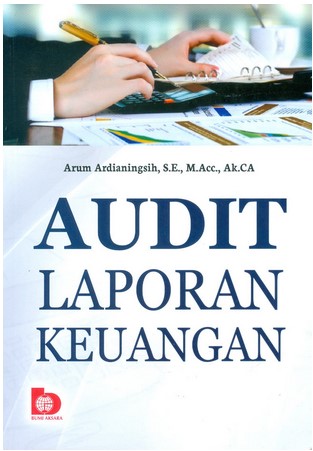 Arum Ardianingsih, S.E., M.Acc., Ak.CA
AUDIT
LAPORAN
KEUANGAN
b
BUMI AKSARA